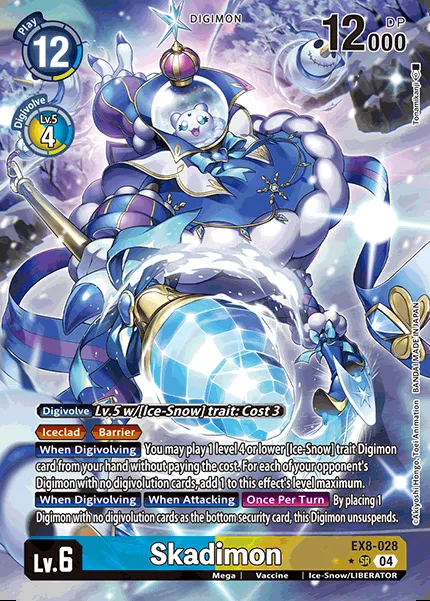 Play
12
DIGIMON
12000
DP
Digivolve
Lv.5
4
Tonamikanji
Digivolve Lv.5 w/[Ice-Snow] trait: Cost 3
Iceclad Barrier
When Digivolving You may play 1 level 4 or lower [Ice-Snow] trait Digimon
card from your hand without paying the cost. For each of your opponent's
Digimon with no digivolution cards, add 1 to this effect's level maximum.
When Digivolving When Attacking Once Per Turn By placing 1
Digimon with no digivolution cards as the bottom security card, this Digimon unsuspends.
©Akiyoshi Hongo, Toei Animation BANDAI MADE IN JAPAN
Lv.6
Skadimon
EX8-028
★ SR 04
Mega | Vaccine | Ice-Snow/LIBERATOR